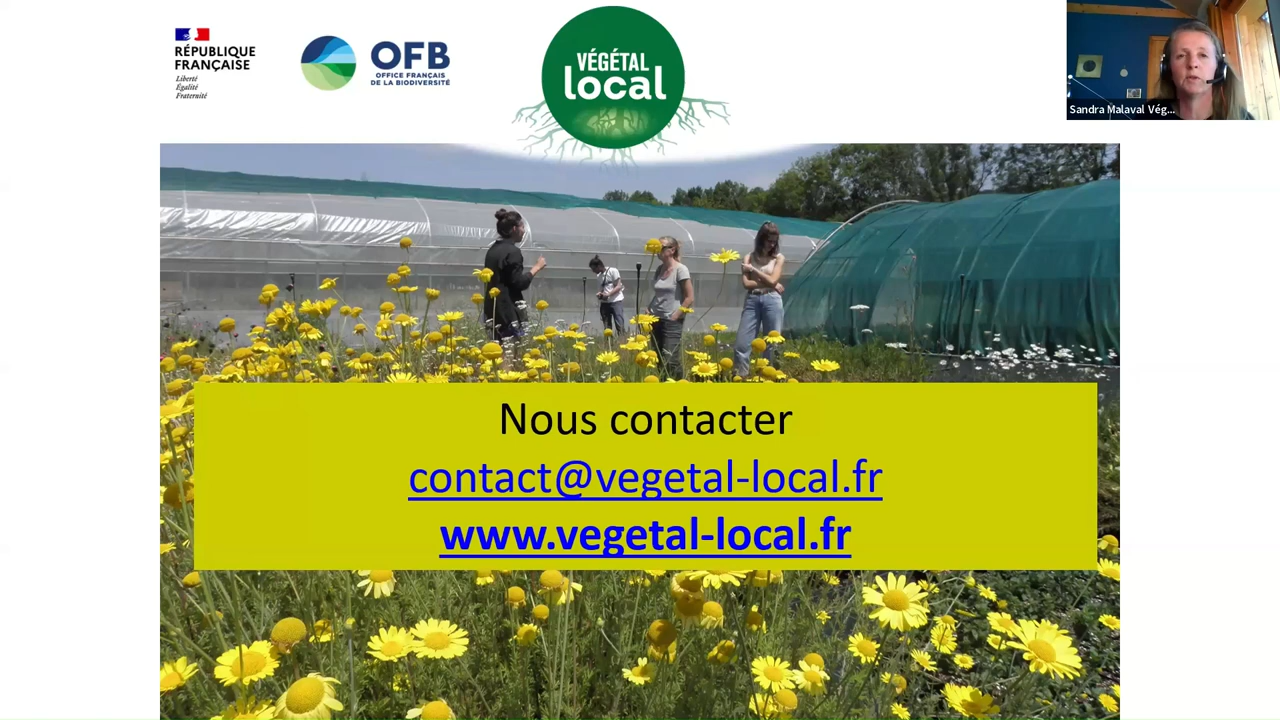 RÉPUBLIQUE
FRANÇAISE
Liberté
Égalité
Fraternité
OFB
OFFICE FRANÇAIS
DE LA BIODIVERSITÉ
VÉGÉTAL
local
Sandra Malaval Vég...
Nous contacter
contact@vegetal-local.fr
www.vegetal-local.fr